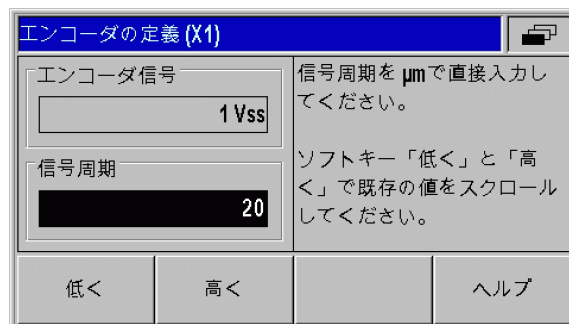 エンコーダの定義 (X1)
エンコーダ信号
1 Vss
信号周期
20
信号周期を µmで直接入力し
てください。
ソフトキー「低く」と「高
く」で既存の値をスクロール
してください。
低く
高く
ヘルプ